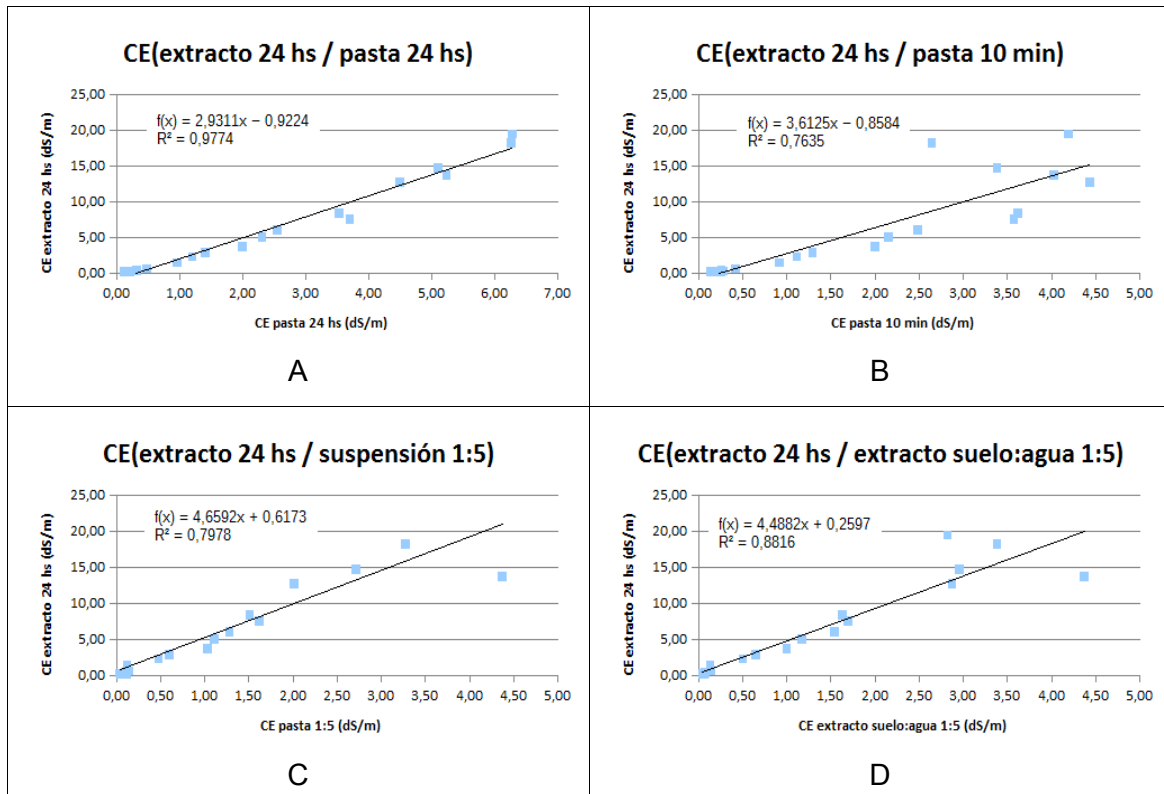 CE(extracto 24 hs / pasta 24 hs)
CE extracto 24 hs (dS/m)
25,00
20,00
15,00
10,00
5,00
0,00
f(x) = 2,9311x − 0,9224
R² = 0,9774
0,00 1,00 2,00 3,00 4,00 5,00 6,00 7,00
CE pasta 24 hs (dS/m)
A
CE(extracto 24 hs / pasta 10 min)
CE extracto 24 hs (dS/m)
25,00
20,00
15,00
10,00
5,00
0,00
f(x) = 3,6125x − 0,8584
R² = 0,7635
0,00 0,50 1,00 1,50 2,00 2,50 3,00 3,50 4,00 4,50 5,00
CE pasta 10 min (dS/m)
B
CE(extracto 24 hs / suspensión 1:5)
CE extracto 24 hs (dS/m)
25,00
20,00
15,00
10,00
5,00
0,00
f(x) = 4,6592x + 0,6173
R² = 0,7978
0,00 0,50 1,00 1,50 2,00 2,50 3,00 3,50 4,00 4,50 5,00
CE pasta 1:5 (dS/m)
C
CE(extracto 24 hs / extracto suelo:agua 1:5)
CE extracto 24 hs (dS/m)
25,00
20,00
15,00
10,00
5,00
0,00
f(x) = 4,4882x + 0,2597
R² = 0,8816
0,00 0,50 1,00 1,50 2,00 2,50 3,00 3,50 4,00 4,50 5,00
CE extracto suelo:agua 1:5 (dS/m)
D